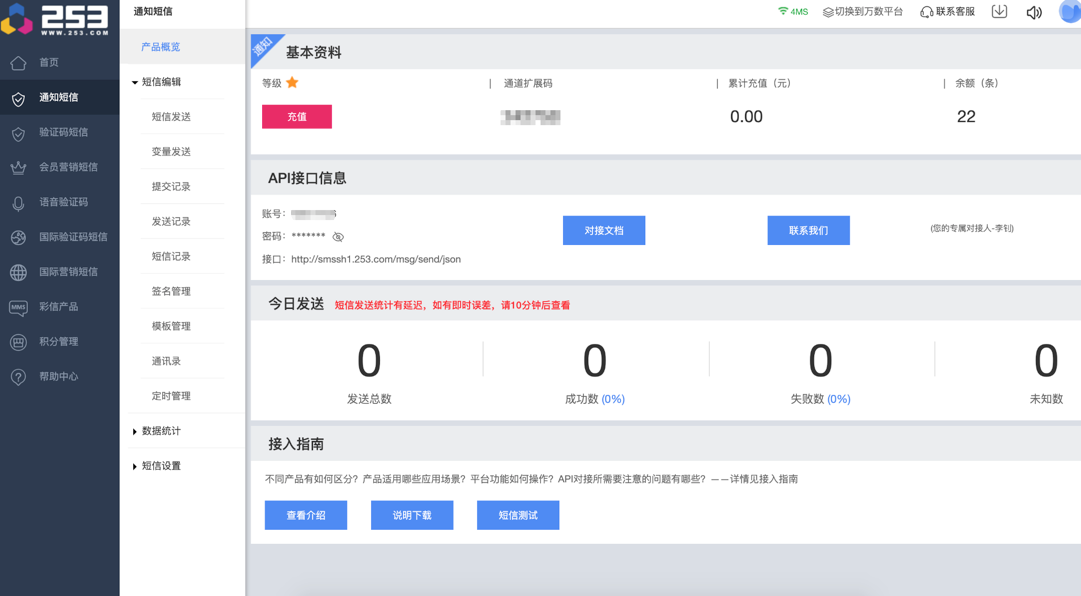 253
WWW.253.COM
首页
通知短信
验证码短信
会员营销短信
语音验证码
国际验证码短信
国际营销短信
MMS 彩信产品
积分管理
帮助中心
通知短信
产品概览
短信编辑
短信发送
变量发送
提交记录
发送记录
短信记录
签名管理
模板管理
通讯录
定时管理
数据统计
短信设置
4MS 切换到万数平台 联系客服
通知
基本资料
等级 | 通道扩展码 | 累计充值（元） | 余额（条）
充值 0.00 22
API接口信息
账号：
密码： *******
接口： http://smssh1.253.com/msg/send/json
对接文档 联系我们 (您的专属对接人-李钊)
今日发送 短信发送统计有延迟，如有即时误差，请10分钟后查看
0 0 0 0
发送总数 成功数 (0%) 失败数 (0%) 未知数
接入指南
不同产品有如何区分？产品适用哪些应用场景？平台功能如何操作？API对接所需要注意的问题有哪些？——详情见接入指南
查看介绍 说明下载 短信测试